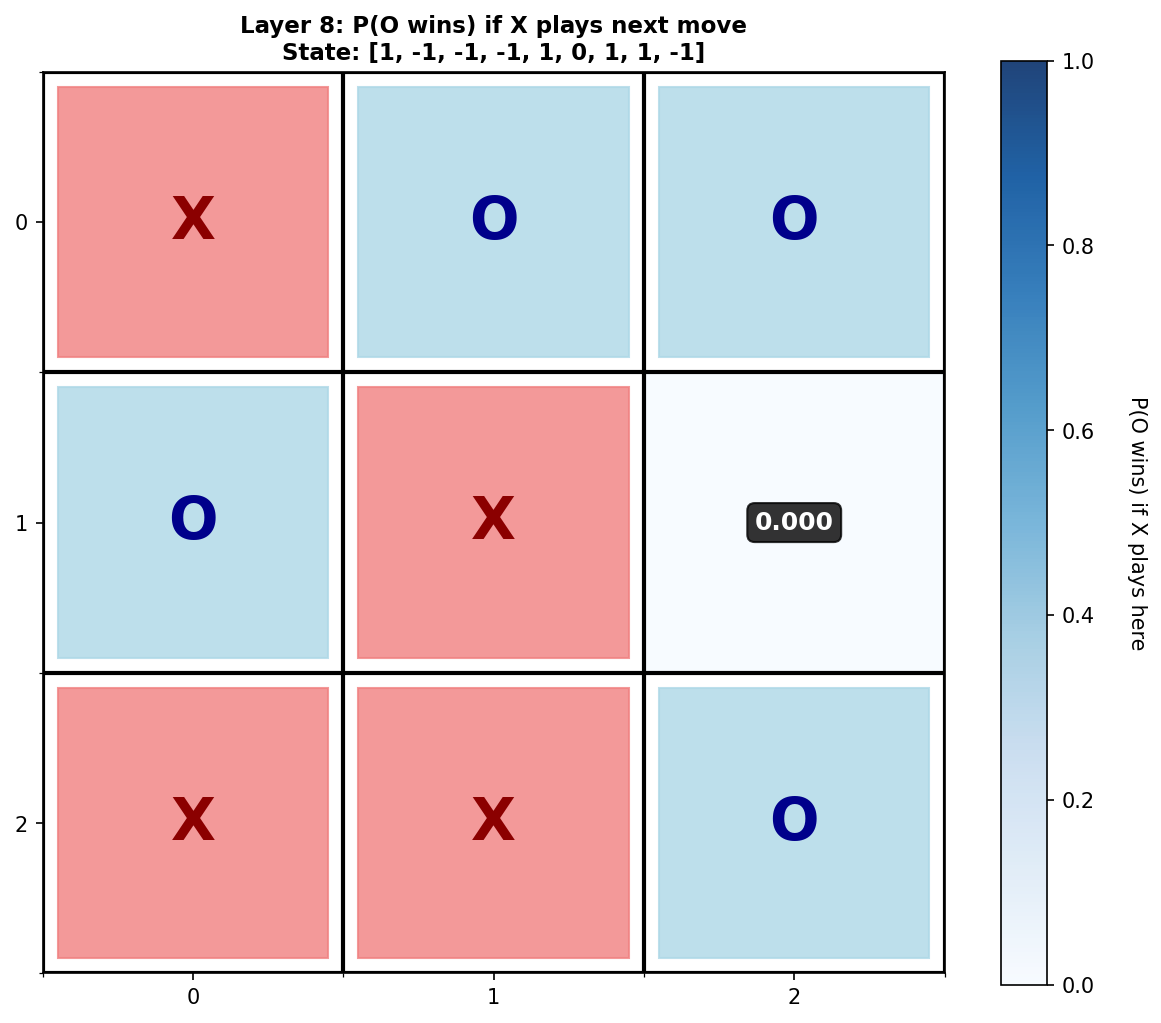 Layer 8: P(O wins) if X plays next move
State: [1, -1, -1, -1, 1, 0, 1, 1, -1]
0
X
O
O
1
O
X
0.000
2
X
X
O
0
1
2
1.0
0.8
0.6
0.4
0.2
0.0
P(O wins) if X plays here